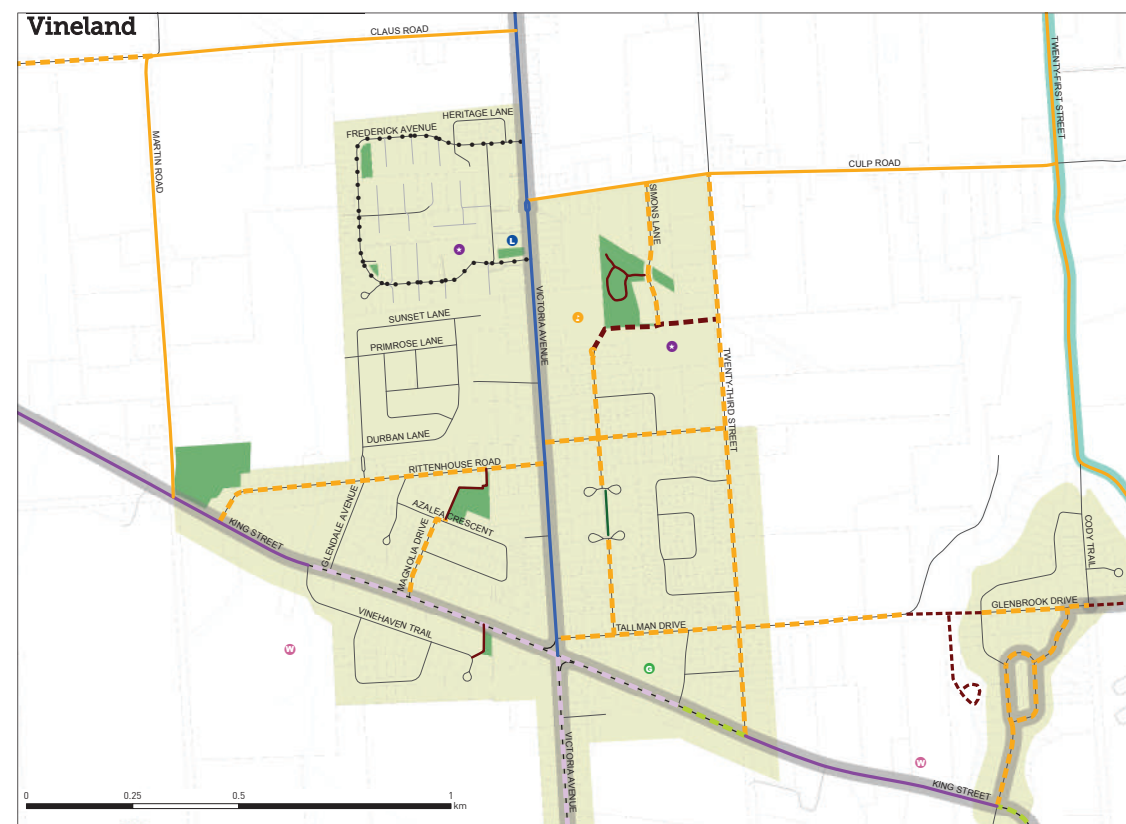 Vineland
CLAUS ROAD
TWENTY-FIRST STREET
HERITAGE LANE
FREDERICK AVENUE
MARTIN ROAD
CULP ROAD
SIMONS LANE
L
VICTORIA AVENUE
SUNSET LANE
PRIMROSE LANE
TWENTY-THIRD STREET
DURBAN LANE
RITTENHOUSE ROAD
GLENDALE AVENUE
AZALEA CRESCENT
KING STREET
MAGNOLIA DRIVE
CODY TRAIL
GLENBROOK DRIVE
VINEHAVEN TRAIL
TALLMAN DRIVE
W
G
VICTORIA AVENUE
W
KING STREET
0 0.25 0.5 1
km